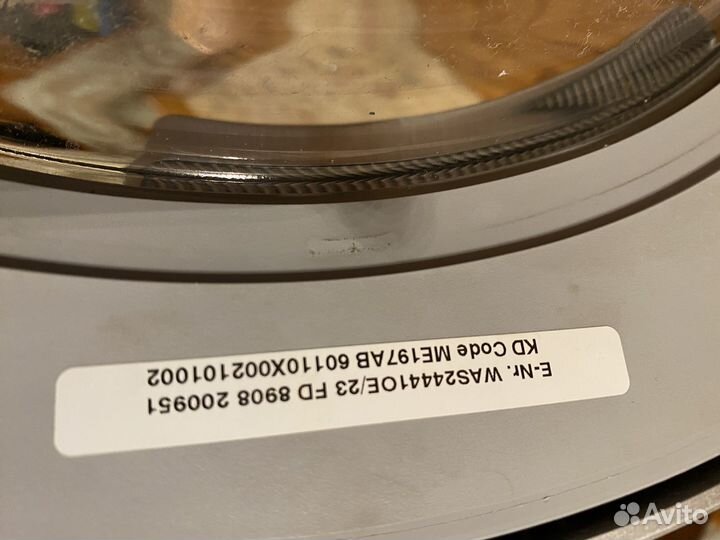 E-Nr. WAS24441OE/23 FD 8908 200951
KD Code ME197AB 60110X002101002
Avito